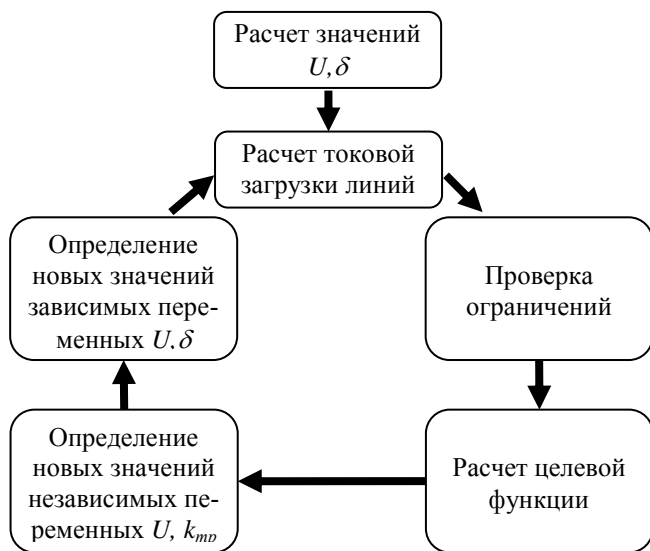 Расчет значений
U,δ
Расчет токовой
загрузки линий
Проверка
ограничений
Расчет целевой
функции
Определение
новых значений
независимых пе-
ременных U, kтр
Определение
новых значений
зависимых пере-
менных U,δ